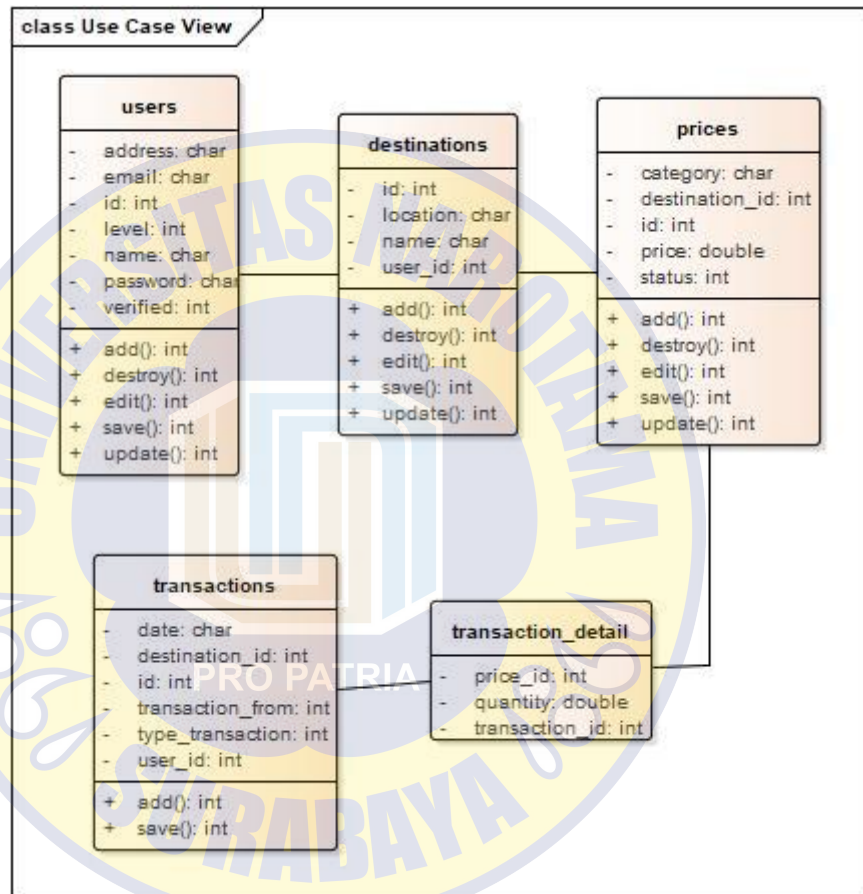 class Use Case View
users
- address: char
- email: char
- id: int
- level: int
- name: char
- password: char
- verified: int
+ add(): int
+ destroy(): int
+ edit(): int
+ save(): int
+ update(): int
destinations
- id: int
- location: char
- name: char
- user_id: int
+ add(): int
+ destroy(): int
+ edit(): int
+ save(): int
+ update(): int
prices
- category: char
- destination_id: int
- id: int
- price: double
- status: int
+ add(): int
+ destroy(): int
+ edit(): int
+ save(): int
+ update(): int
transactions
- date: char
- destination_id: int
- id: int
- transaction_from: int
- type_transaction: int
- user_id: int
+ add(): int
+ save(): int
transaction_detail
- price_id: int
- quantity: double
- transaction_id: int
UNIVERSITAS NAROTAMA
PRO PATRIA
SURABAYA